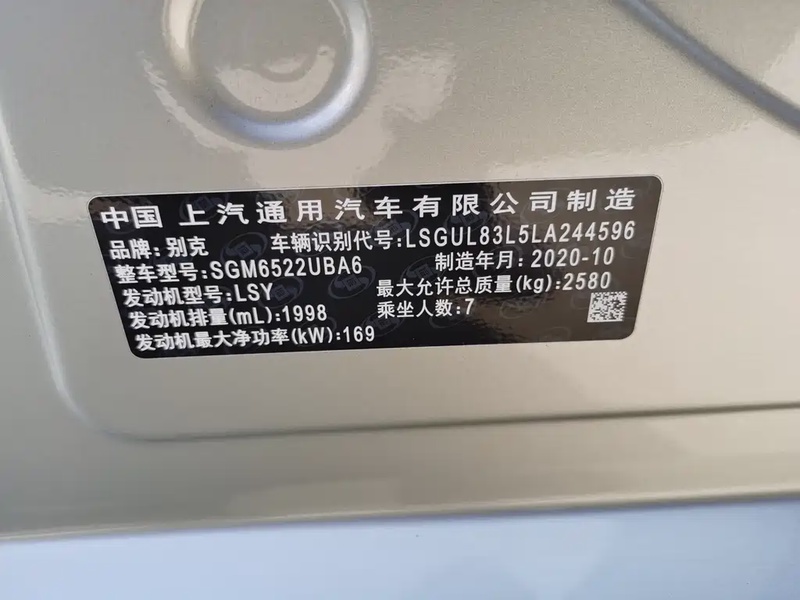 中国 上汽通用汽车有限公司制造
品牌:别克 车辆识别代号:LSGUL83L5LA244596
整车型号:SGM6522UBA6 制造年月:2020-10
发动机型号:LSY 最大允许总质量(kg):2580
发动机排量(mL):1998 乘坐人数:7
发动机最大净功率(kW):169